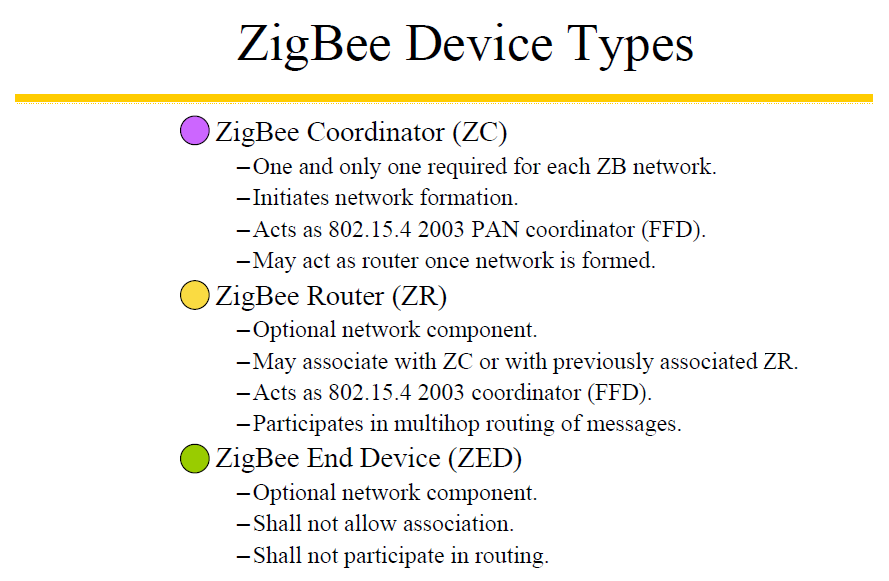 ZigBee Device Types
ZigBee Coordinator (ZC)
–One and only one required for each ZB network.
–Initiates network formation.
–Acts as 802.15.4 2003 PAN coordinator (FFD).
–May act as router once network is formed.
ZigBee Router (ZR)
–Optional network component.
–May associate with ZC or with previously associated ZR.
–Acts as 802.15.4 2003 coordinator (FFD).
–Participates in multihop routing of messages.
ZigBee End Device (ZED)
–Optional network component.
–Shall not allow association.
–Shall not participate in routing.